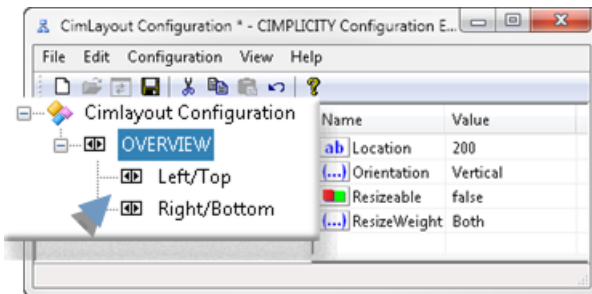 CimLayout Configuration * - CIMPLICITY Configuration E...
File Edit Configuration View Help
Cimlayout Configuration
OVERVIEW
Left/Top
Right/Bottom
Name Value
ab Location 200
(...) Orientation Vertical
Resizeable false
(...) ResizeWeight Both